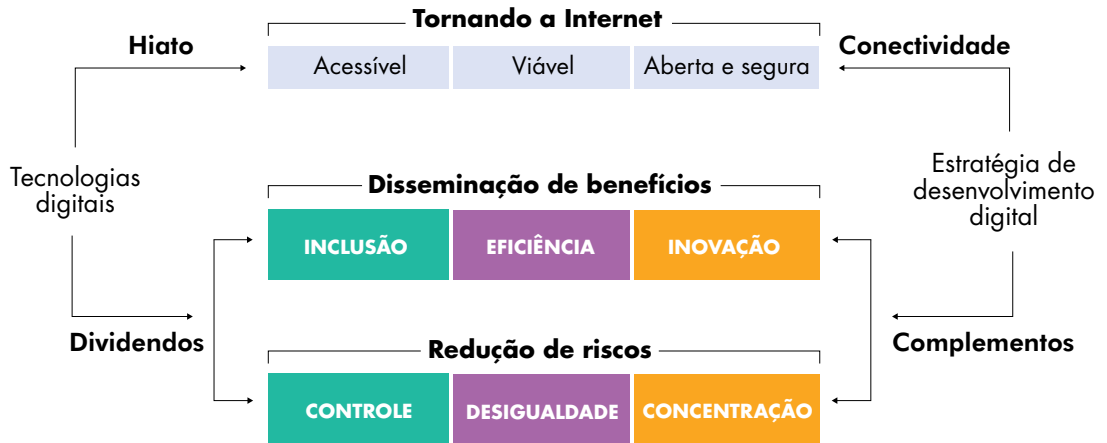 Tornando a Internet
Hiato
Conectividade
Acessível
Viável
Aberta e segura
Tecnologias
digitais
Estratégia de
desenvolvimento
digital
Disseminação de benefícios
INCLUSÃO
EFICIÊNCIA
INOVAÇÃO
Dividendos
Complementos
Redução de riscos
CONTROLE
DESIGUALDADE
CONCENTRAÇÃO